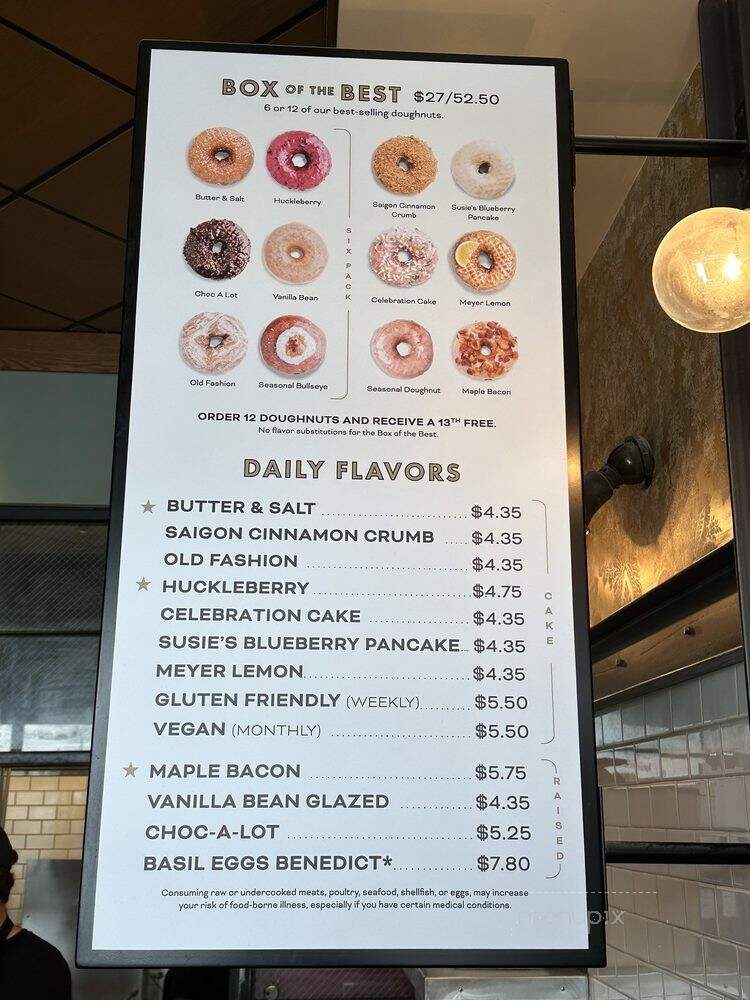 BOX OF THE BEST $27/52.50
6 or 12 of our best-selling doughnuts.
Butter & Salt
Huckleberry
Saigon Cinnamon
Crumb
Susie's Blueberry
Pancake
Choc A Lot
Vanilla Bean
SIX PACK
Celebration Cake
Meyer Lemon
Old Fashion
Seasonal Bullseye
Seasonal Doughnut
Maple Bacon
ORDER 12 DOUGHNUTS AND RECEIVE A 13TH FREE.
No flavor substitutions for the Box of the Best.
DAILY FLAVORS
★ BUTTER & SALT $4.35
SAIGON CINNAMON CRUMB $4.35
OLD FASHION $4.35
★ HUCKLEBERRY $4.75
CELEBRATION CAKE $4.35
SUSIE'S BLUEBERRY PANCAKE $4.35
MEYER LEMON $4.35
GLUTEN FRIENDLY (WEEKLY) $5.50
VEGAN (MONTHLY) $5.50
CAKE
★ MAPLE BACON $5.75
VANILLA BEAN GLAZED $4.35
CHOC-A-LOT $5.25
BASIL EGGS BENEDICT* $7.80
RAISED
Consuming raw or undercooked meats, poultry, seafood, shellfish, or eggs, may increase
your risk of food-borne illness, especially if you have certain medical conditions.
menupix